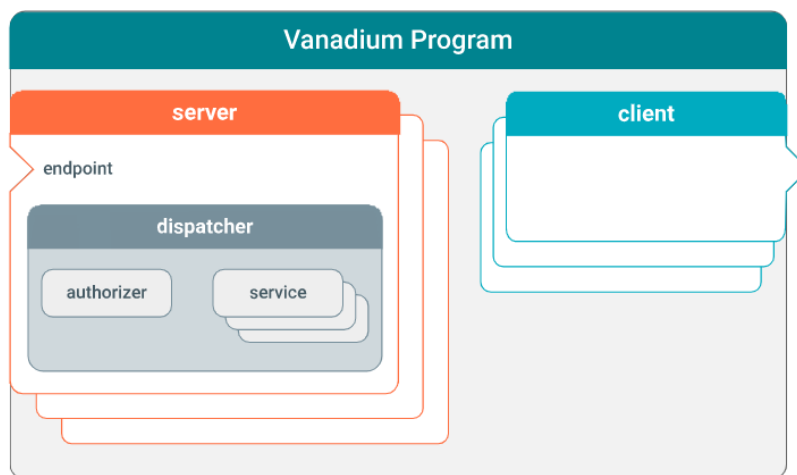 Vanadium Program
server
client
endpoint
dispatcher
authorizer
service